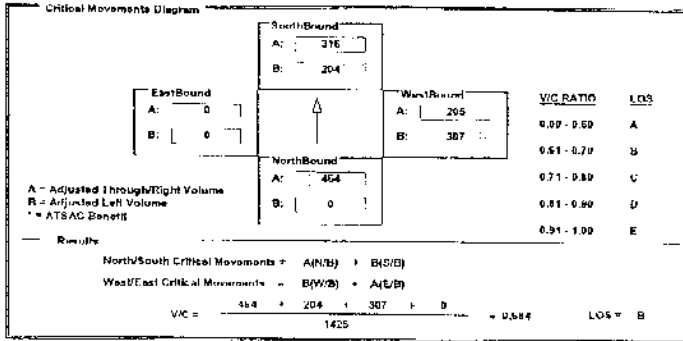 Critical Movements Diagram
SouthBound
A: 316
B: 204
EastBound
A: 0
B: 0
WestBound
A: 205
B: 307
V/C RATIO LOS
0.00 - 0.60 A
0.61 - 0.70 B
0.71 - 0.80 C
0.81 - 0.90 D
0.91 - 1.00 E
NorthBound
A: 464
B: 0
A = Adjusted Through/Right Volume
B = Adjusted Left Volume
* = ATSAC Benefit
Results
North/South Critical Movements = A(N/B) + B(S/B)
West/East Critical Movements = B(W/B) + A(E/B)
V/C = 464 + 204 + 307 + 0 = 0.684 LOS = B
1425